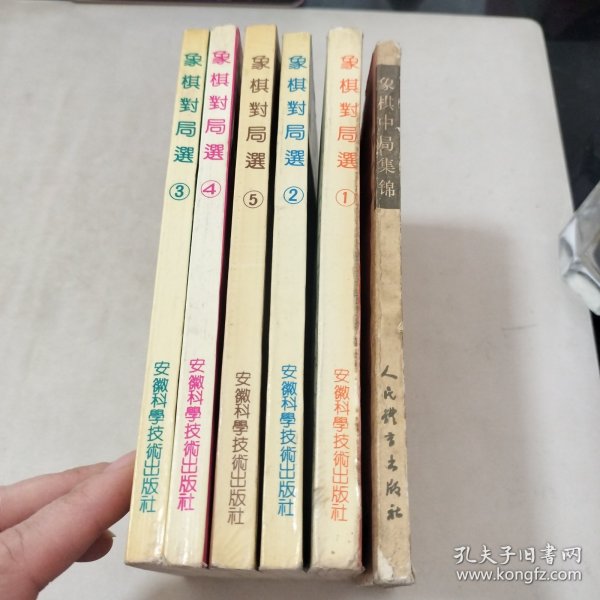 象棋對局選
③
安徽科學技術出版社
象棋對局選
④
安徽科學技術出版社
象棋對局選
⑤
安徽科學技術出版社
象棋對局選
②
安徽科學技術出版社
象棋對局選
①
安徽科學技術出版社
象棋中局集锦
人民體育出版社
孔夫子旧书网
www.kongfz.com